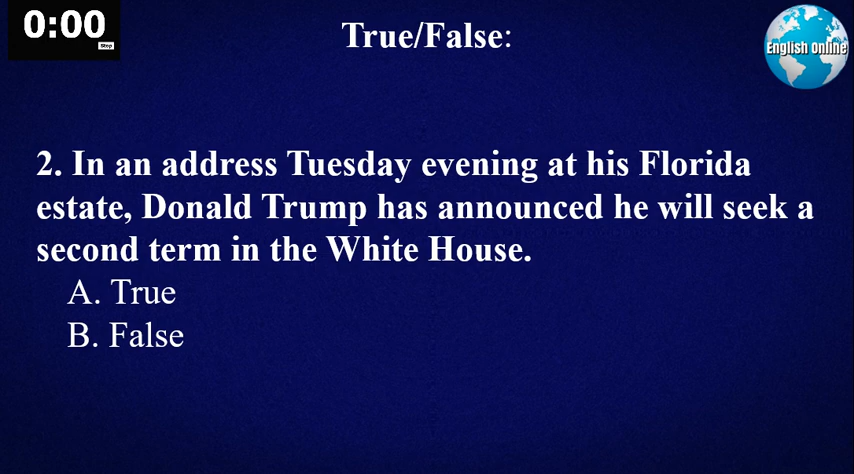 0:00
Stop
True/False:
English Online
2. In an address Tuesday evening at his Florida
estate, Donald Trump has announced he will seek a
second term in the White House.
A. True
B. False